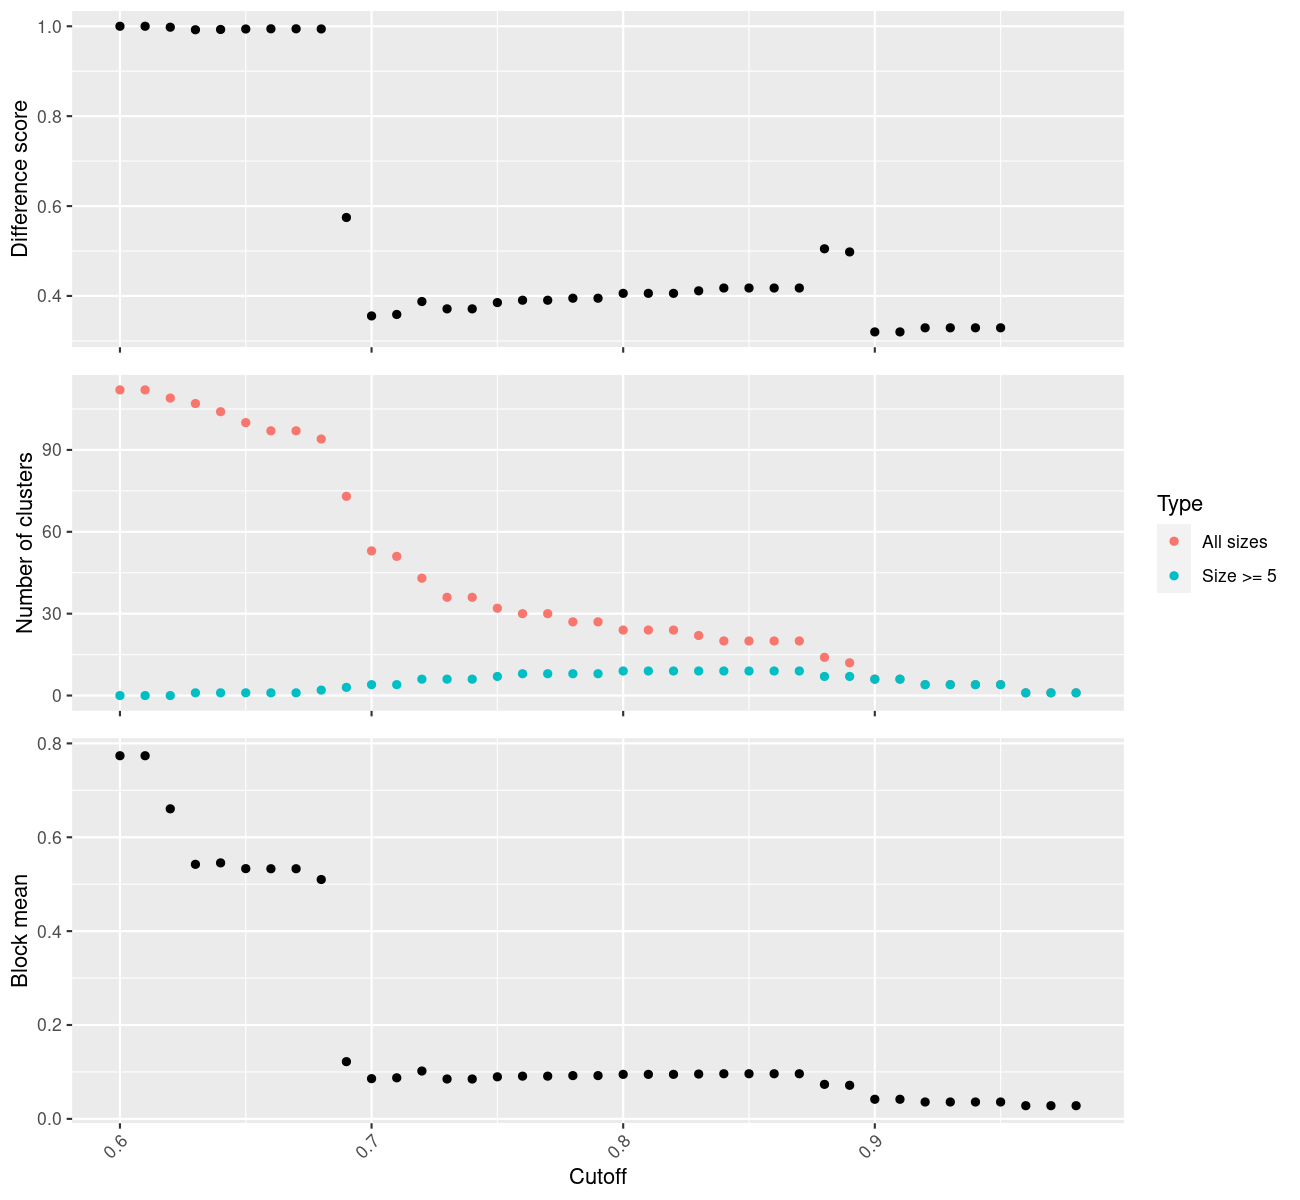 Difference score
1.0
0.8
0.6
0.4
Number of clusters
90
60
30
0
Type
All sizes
Size >= 5
Block mean
0.8
0.6
0.4
0.2
0.0
0.6 0.7 0.8 0.9
Cutoff